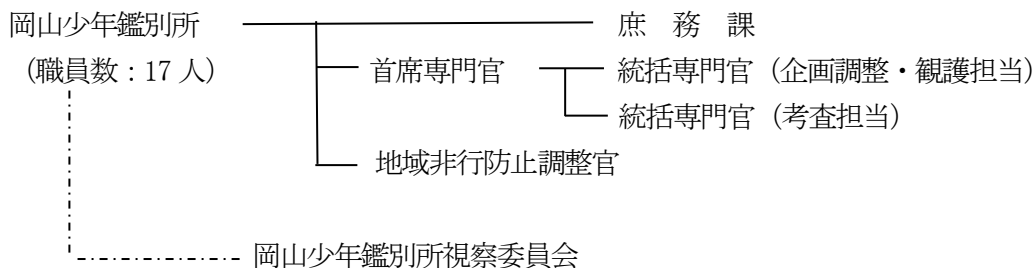 岡山少年鑑別所 庶 務 課
（職員数：17 人） 首席専門官 統括専門官（企画調整・観護担当）
統括専門官（考査担当）
地域非行防止調整官
岡山少年鑑別所視察委員会